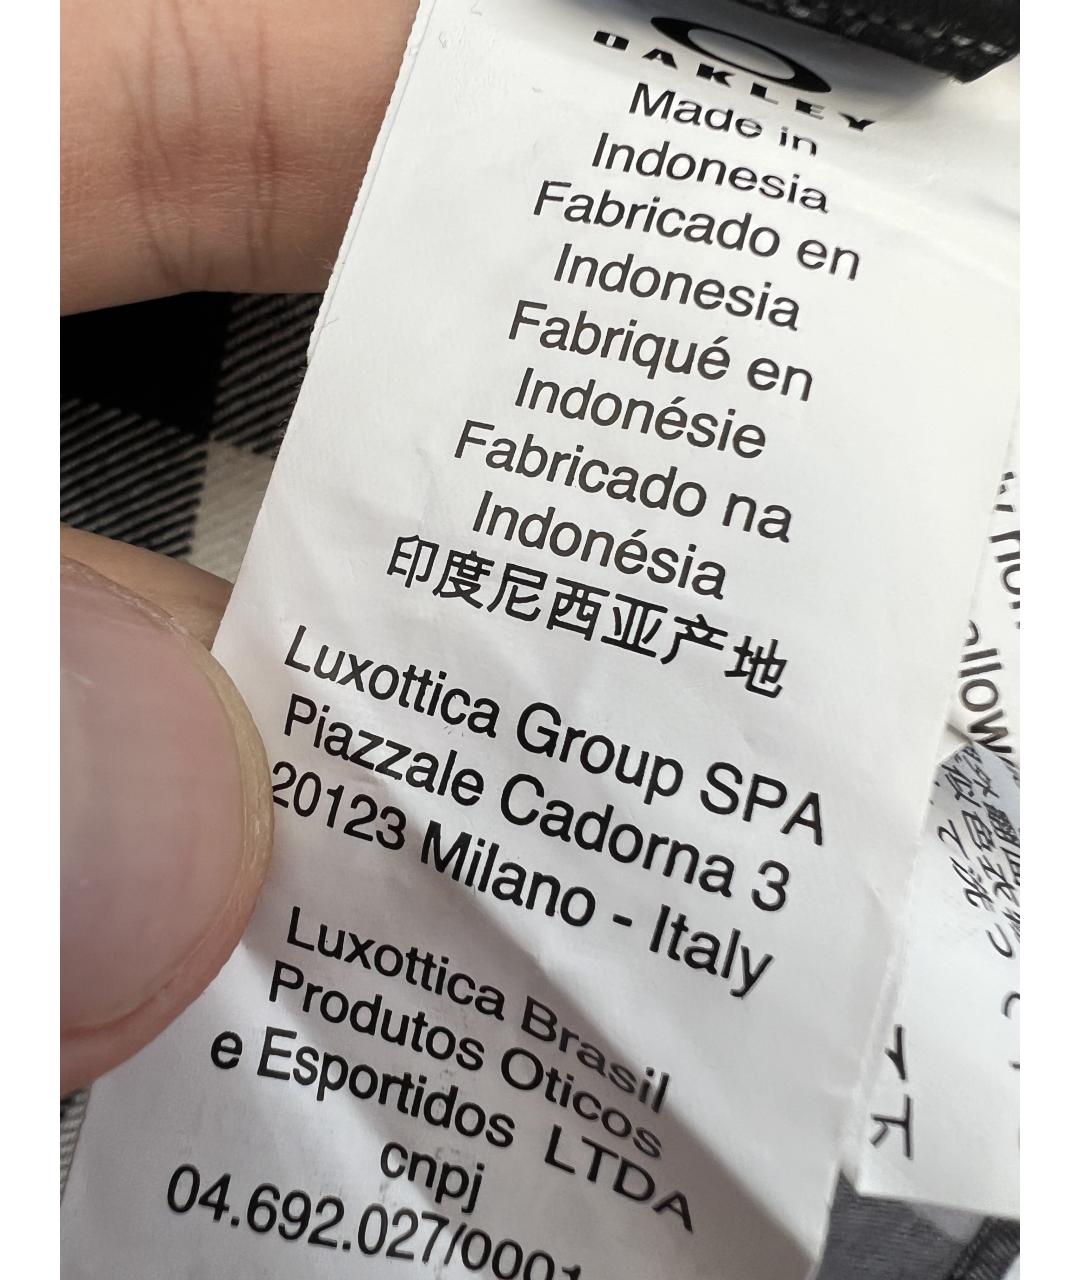 OAKLEY
Made in
Indonesia
Fabricado en
Indonesia
Fabriqué en
Indonésie
Fabricado na
Indonésia
印度尼西亚产地
Luxottica Group SPA
Piazzale Cadorna 3
20123 Milano - Italy
Luxottica Brasil
Produtos Oticos
e Esportidos LTDA
cnpj
04.692.027/0001